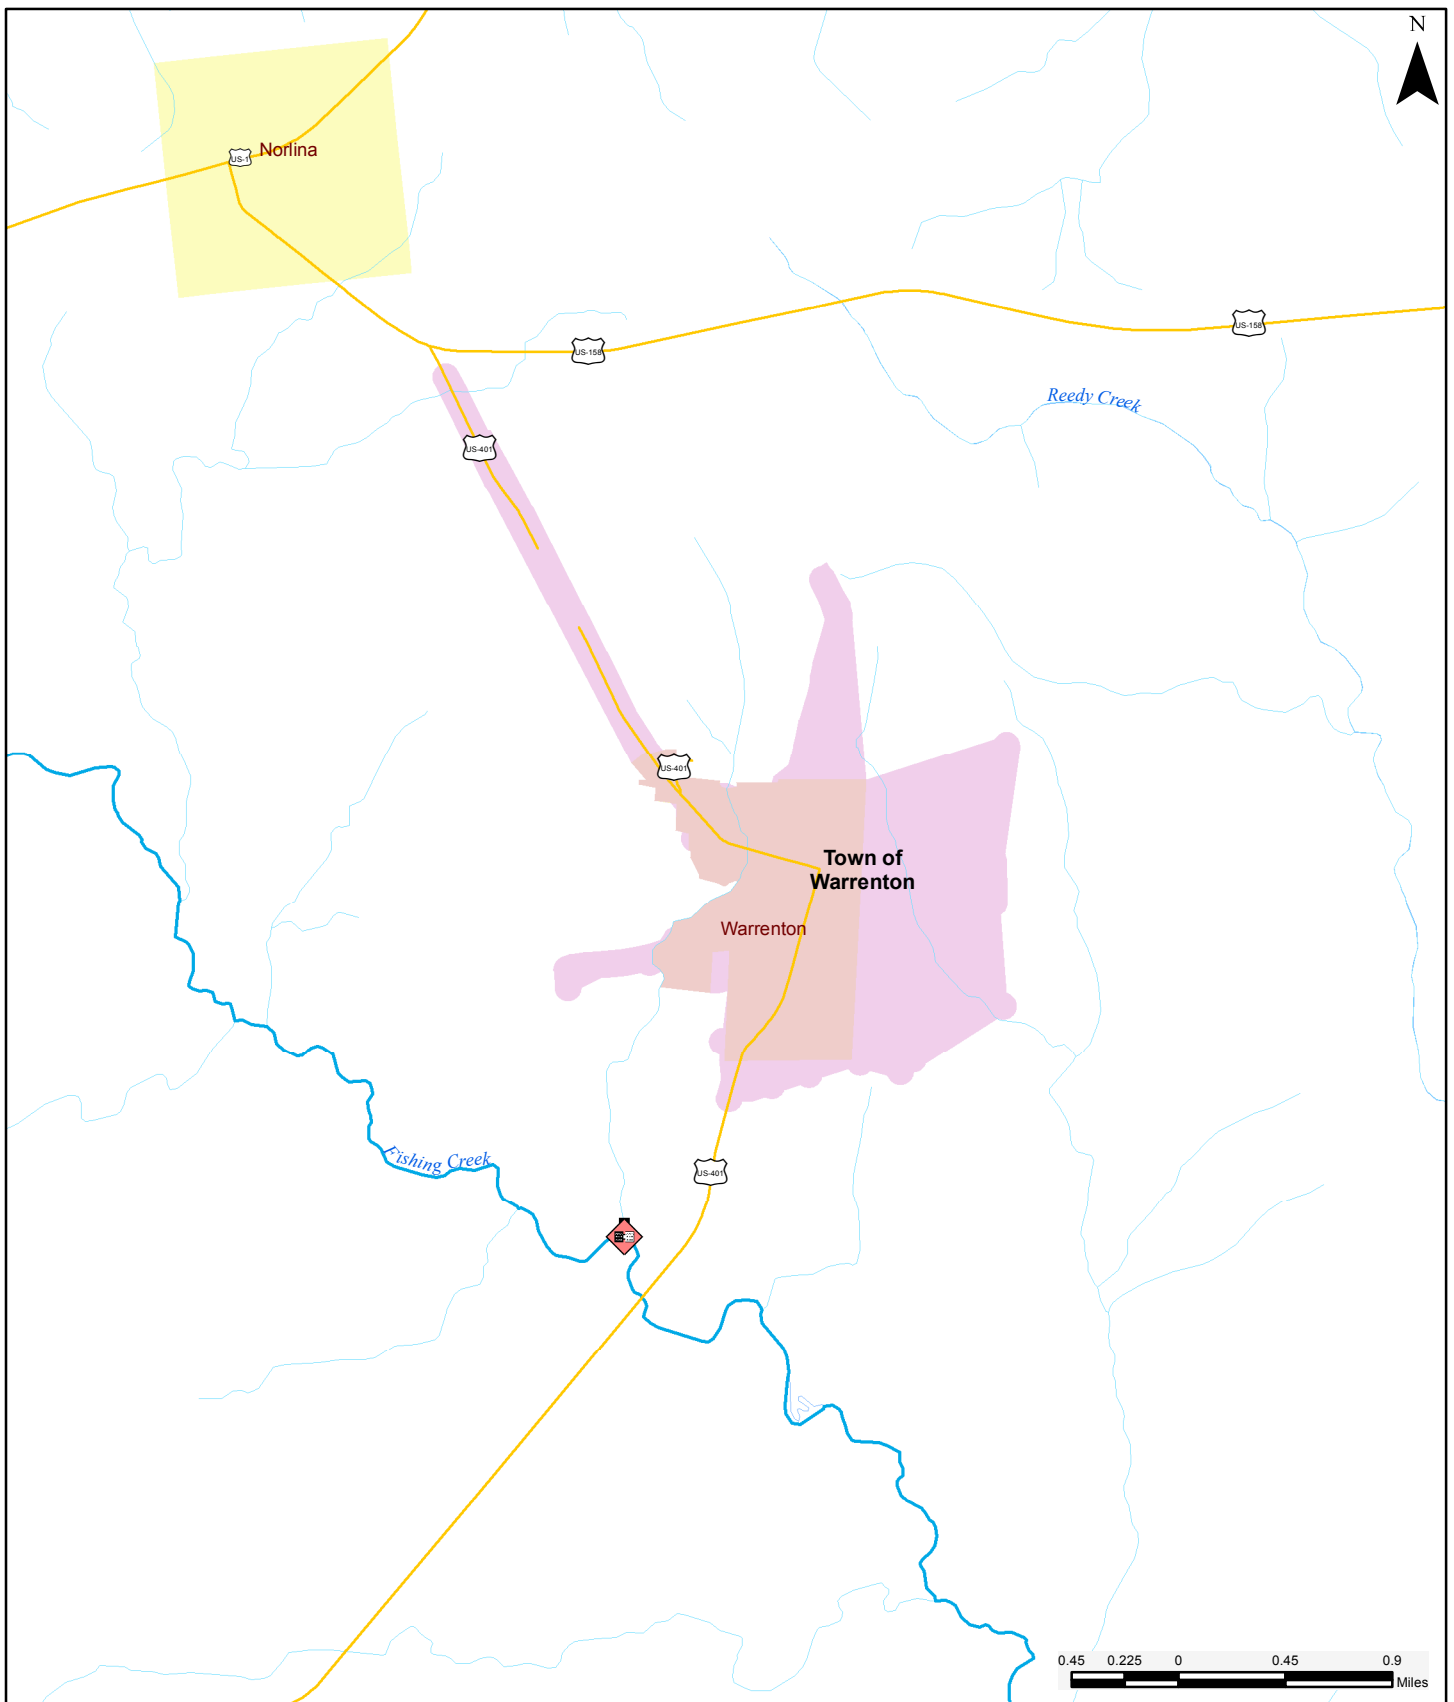 N
US-1
Norlina
US-158
US-158
Reedy Creek
US-401
US-401
Town of
Warrenton
Warrenton
Fishing Creek
US-401
0.45 0.225 0 0.45 0.9
Miles